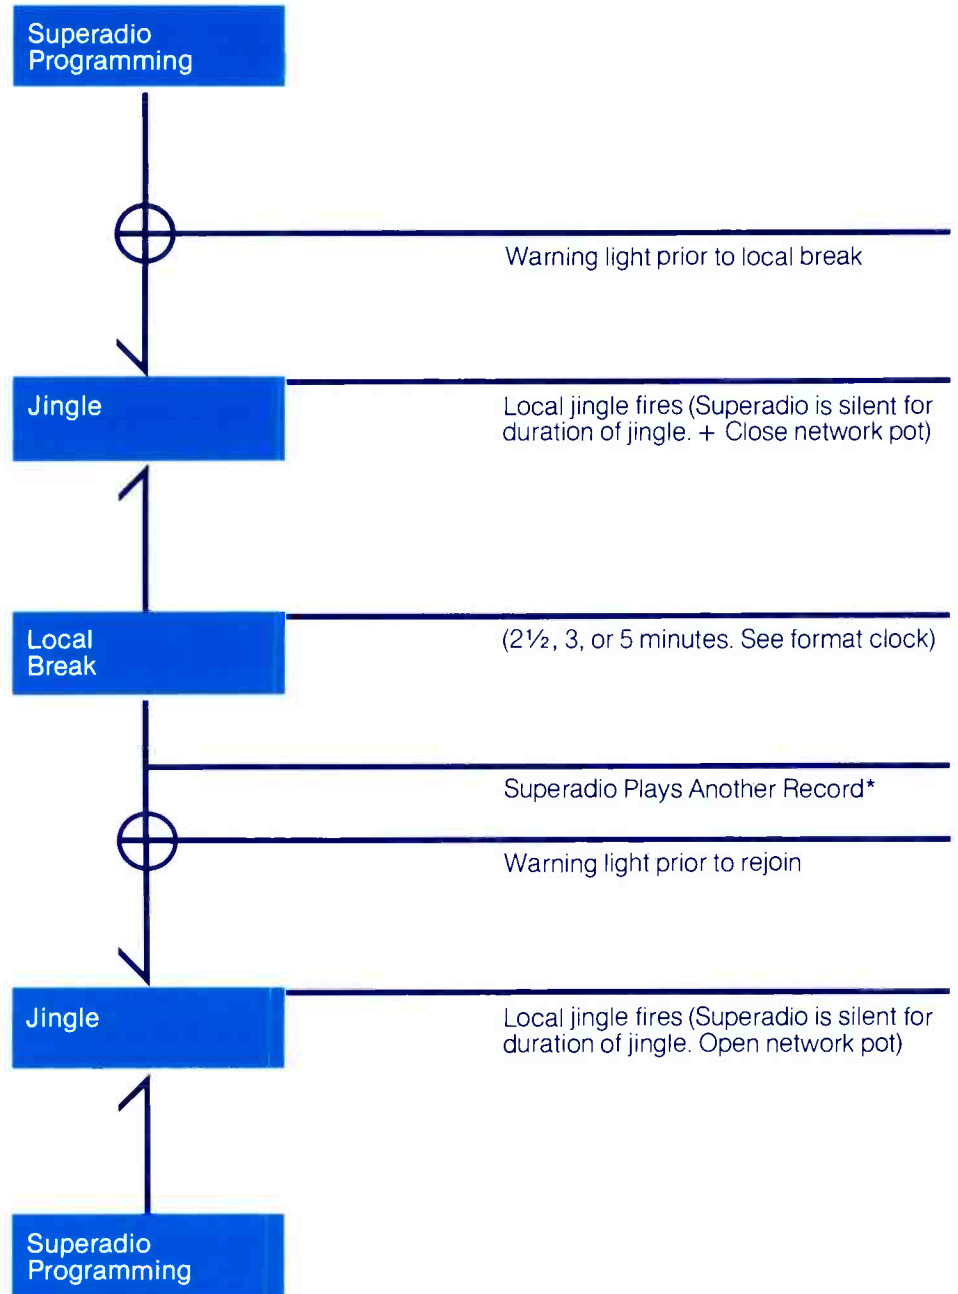 Superadio
Programming
Warning light prior to local break
Jingle
Local jingle fires (Superadio is silent for
duration of jingle. + Close network pot)
Local
Break
(2½, 3, or 5 minutes. See format clock)
Superadio Plays Another Record*
Warning light prior to rejoin
Jingle
Local jingle fires (Superadio is silent for
duration of jingle. Open network pot)
Superadio
Programming